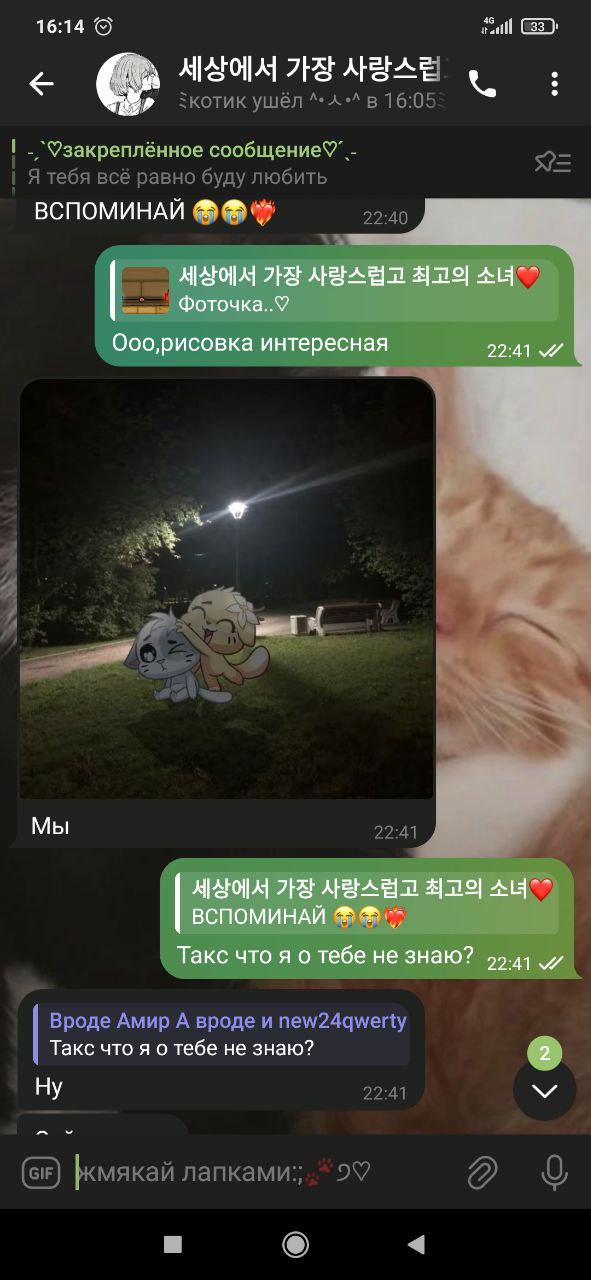 16:14
4G
33
세상에서 가장 사랑스럽
котик ушёл ^•ㅅ•^ в 16:05
-ˏˋ♡закреплённое сообщение♡ˊˎ-
Я тебя всё равно буду любить
ВСПОМИНАЙ 😭😭❤️‍🔥
22:40
세상에서 가장 사랑스럽고 최고의 소녀❤️
Фоточка..♡
Ооо,рисовка интересная
22:41
Мы
22:41
세상에서 가장 사랑스럽고 최고의 소녀❤️
ВСПОМИНАЙ 😭😭❤️‍🔥
Такс что я о тебе не знаю?
22:41
Вроде Амир А вроде и new24qwerty
Такс что я о тебе не знаю?
Ну
22:41
2
GIF
жмякай лапками:;🐾୨♡